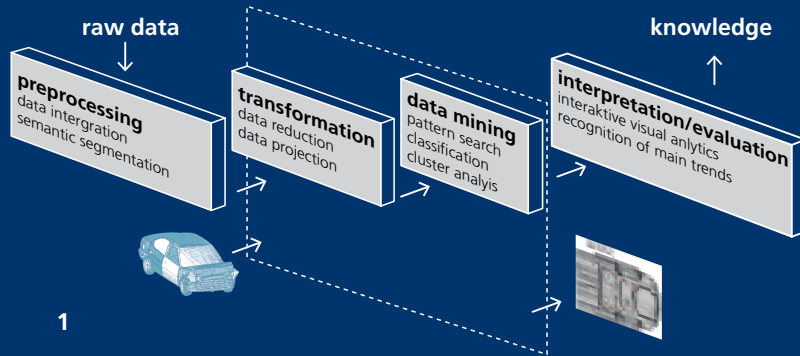 raw data
knowledge
preprocessing
data intergration
semantic segmentation
transformation
data reduction
data projection
data mining
pattern search
classification
cluster analyis
interpretation/evaluation
interaktive visual anlytics
recognition of main trends
1